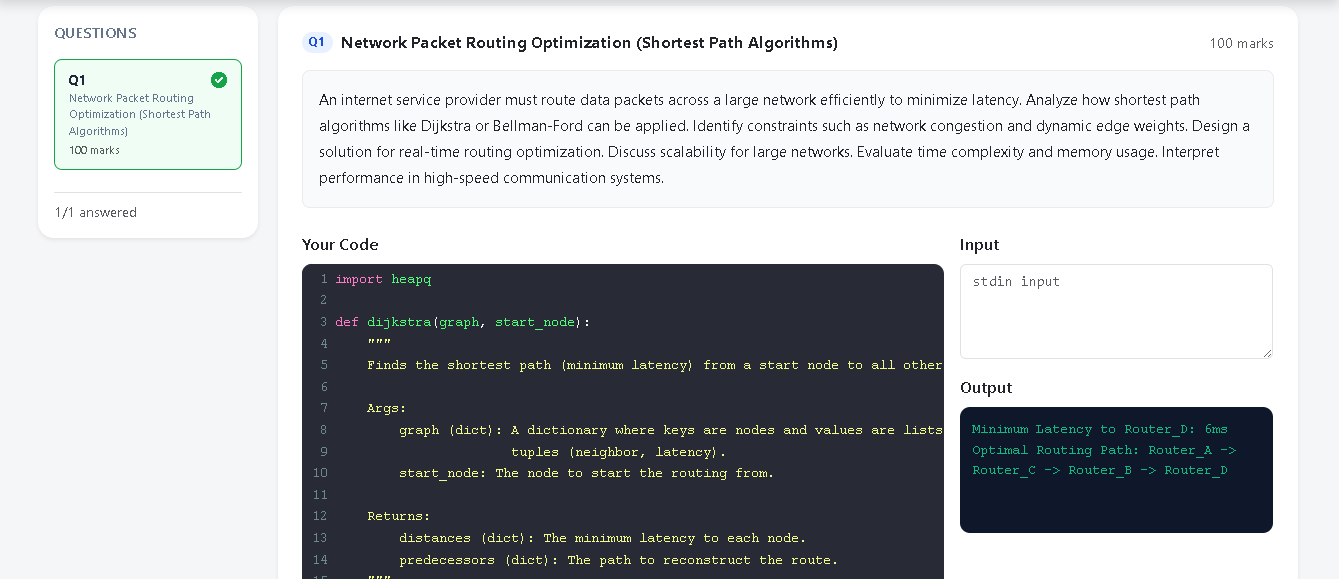 QUESTIONS
Q1
Network Packet Routing
Optimization (Shortest Path
Algorithms)
100 marks
1/1 answered
Q1 Network Packet Routing Optimization (Shortest Path Algorithms)
100 marks
An internet service provider must route data packets across a large network efficiently to minimize latency. Analyze how shortest path
algorithms like Dijkstra or Bellman-Ford can be applied. Identify constraints such as network congestion and dynamic edge weights. Design a
solution for real-time routing optimization. Discuss scalability for large networks. Evaluate time complexity and memory usage. Interpret
performance in high-speed communication systems.
Your Code
1 import heapq
2
3 def dijkstra(graph, start_node):
4 """
5 Finds the shortest path (minimum latency) from a start node to all other
6
7 Args:
8 graph (dict): A dictionary where keys are nodes and values are lists
9 tuples (neighbor, latency).
10 start_node: The node to start the routing from.
11
12 Returns:
13 distances (dict): The minimum latency to each node.
14 predecessors (dict): The path to reconstruct the route.
15 """
Input
stdin input
Output
Minimum Latency to Router_D: 6ms
Optimal Routing Path: Router_A ->
Router_C -> Router_B -> Router_D